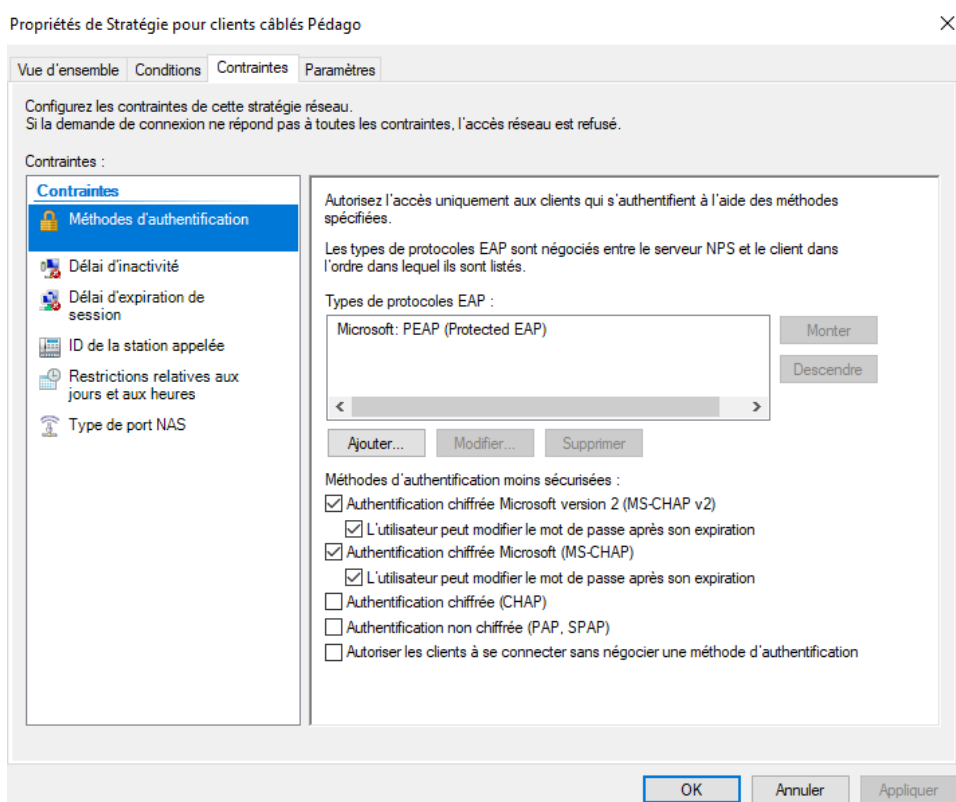 Propriétés de Stratégie pour clients câblés Pédago
Vue d'ensemble Conditions Contraintes Paramètres
Configurez les contraintes de cette stratégie réseau.
Si la demande de connexion ne répond pas à toutes les contraintes, l'accès réseau est refusé.
Contraintes :
Contraintes
Méthodes d'authentification
Délai d'inactivité
Délai d'expiration de
session
ID de la station appelée
Restrictions relatives aux
jours et aux heures
Type de port NAS
Autorisez l'accès uniquement aux clients qui s'authentifient à l'aide des méthodes
spécifiées.
Les types de protocoles EAP sont négociés entre le serveur NPS et le client dans
l'ordre dans lequel ils sont listés.
Types de protocoles EAP :
Microsoft: PEAP (Protected EAP)
Monter
Descendre
Ajouter... Modifier... Supprimer
Méthodes d'authentification moins sécurisées :
Authentification chiffrée Microsoft version 2 (MS-CHAP v2)
L'utilisateur peut modifier le mot de passe après son expiration
Authentification chiffrée Microsoft (MS-CHAP)
L'utilisateur peut modifier le mot de passe après son expiration
Authentification chiffrée (CHAP)
Authentification non chiffrée (PAP, SPAP)
Autoriser les clients à se connecter sans négocier une méthode d'authentification
OK Annuler Appliquer